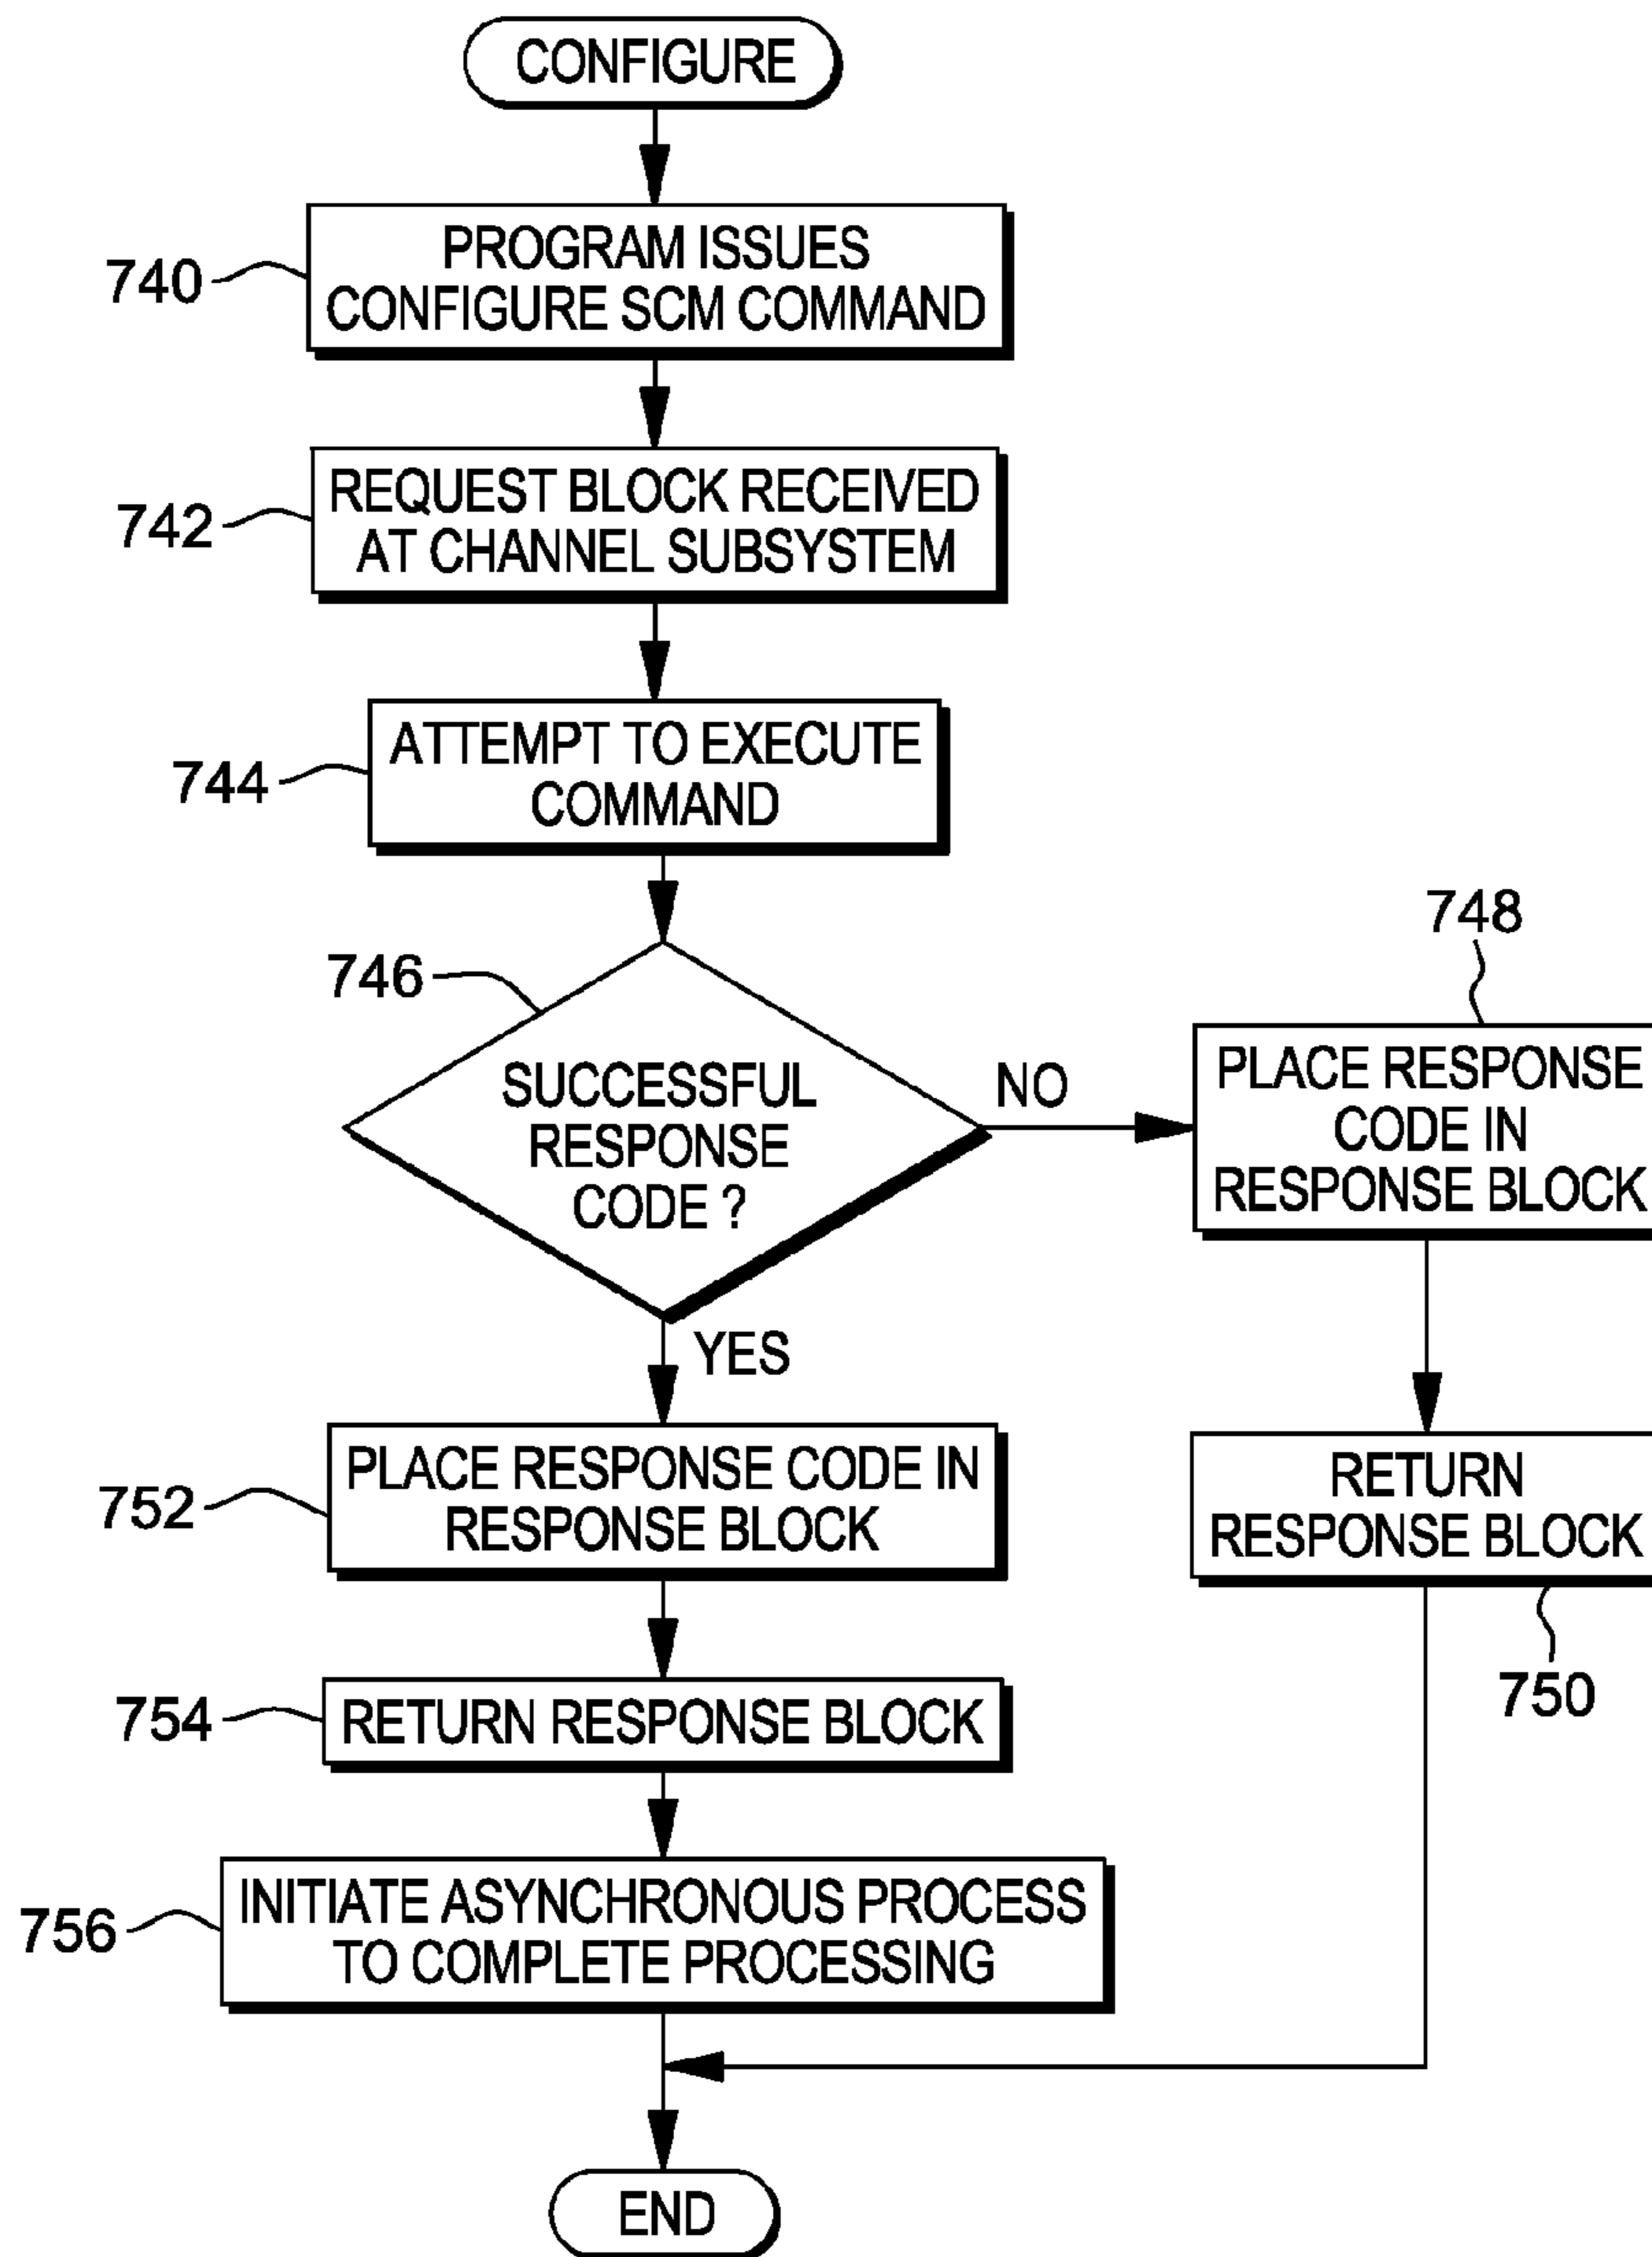 CONFIGURE
740
PROGRAM ISSUES
CONFIGURE SCM COMMAND
742
REQUEST BLOCK RECEIVED
AT CHANNEL SUBSYSTEM
744
ATTEMPT TO EXECUTE
COMMAND
746
SUCCESSFUL
RESPONSE
CODE ?
NO
748
PLACE RESPONSE
CODE IN
RESPONSE BLOCK
RETURN
RESPONSE BLOCK
750
YES
752
PLACE RESPONSE CODE IN
RESPONSE BLOCK
754
RETURN RESPONSE BLOCK
756
INITIATE ASYNCHRONOUS PROCESS
TO COMPLETE PROCESSING
END